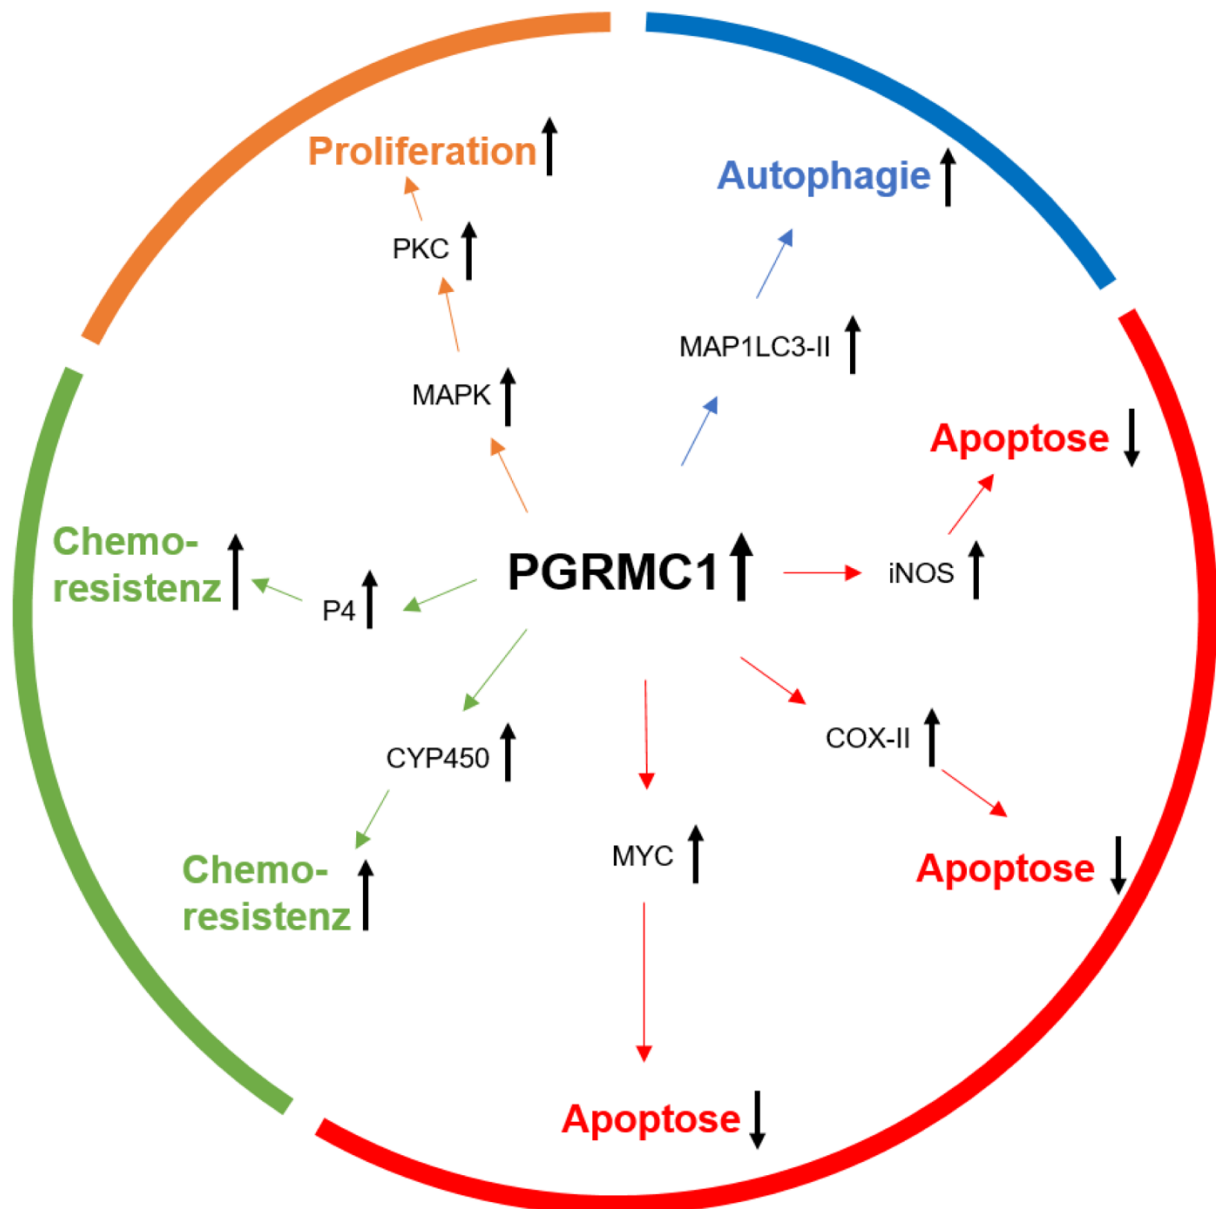 Proliferation
Autophagie
PKC
MAP1LC3-II
MAPK
Apoptose
Chemo-
resistenz
P4
PGRMC1
iNOS
COX-II
CYP450
MYC
Chemo-
resistenz
Apoptose
Apoptose